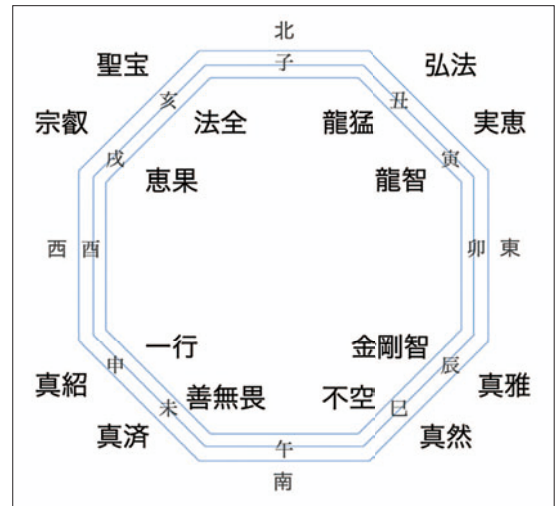 北
子
聖宝
弘法
亥
丑
宗叡
法全
龍猛
実恵
戌
寅
恵果
龍智
西
酉
卯
東
一行
金剛智
申
辰
真紹
善無畏
不空
真雅
未
巳
真済
真然
午
南